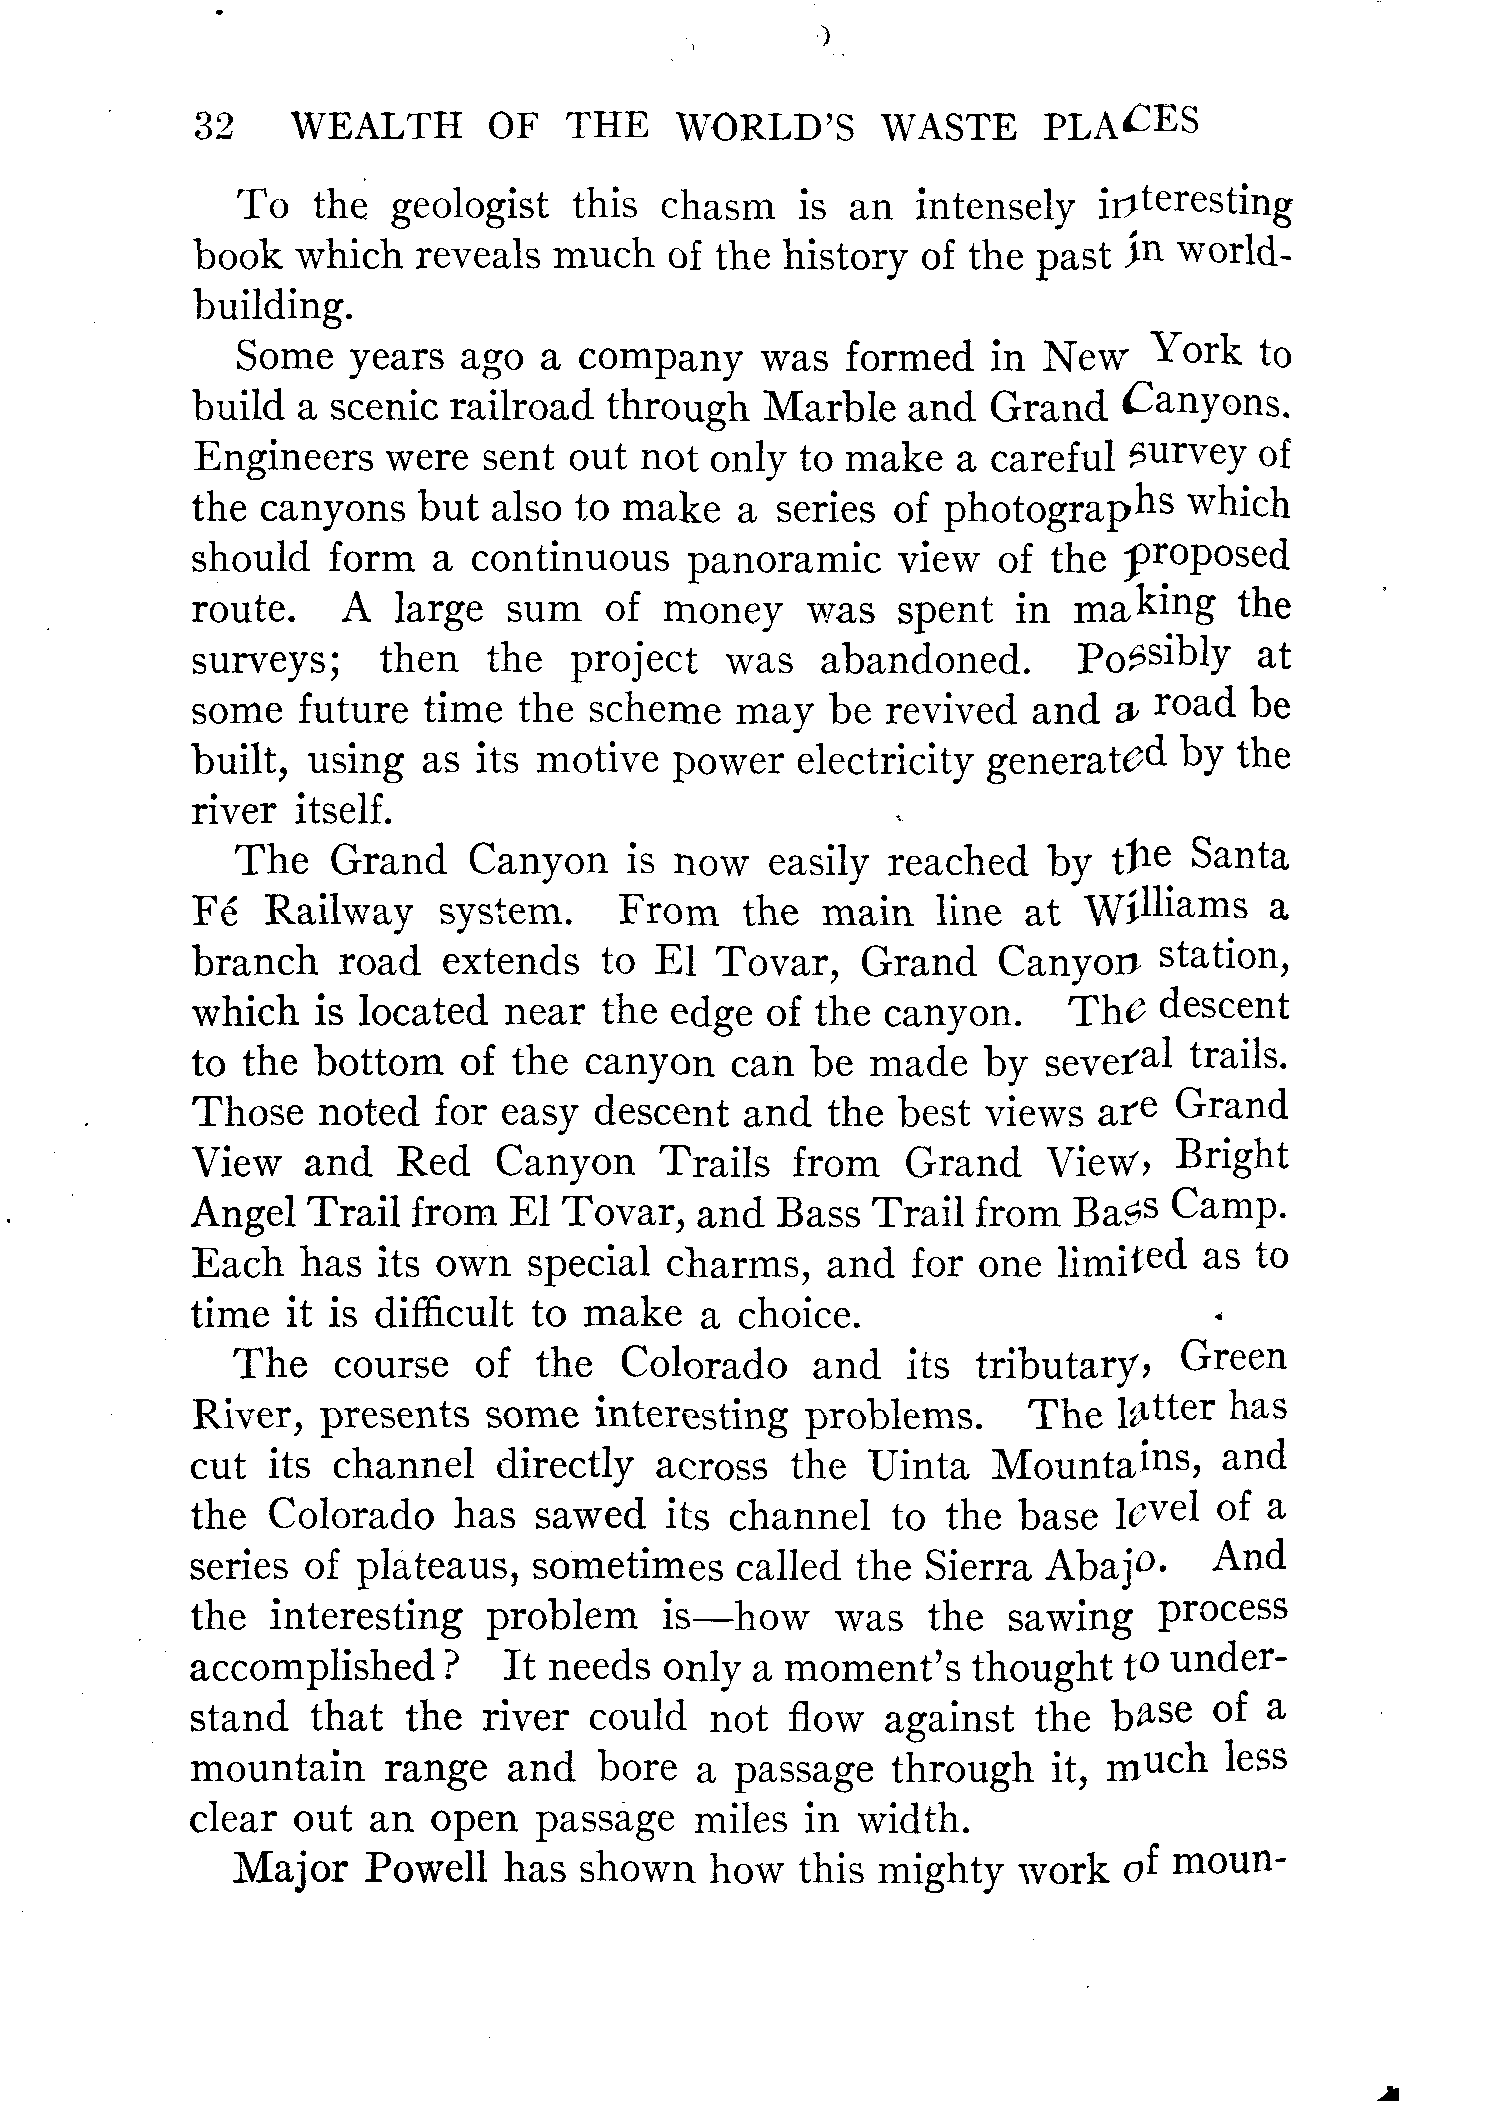 32 WEALTH OF THE WORLD'S WASTE PLACES
To the geologist this chasm is an intensely interesting
book which reveals much of the history of the past in world-
building.
Some years ago a company was formed in New York to
build a scenic railroad through Marble and Grand Canyons.
Engineers were sent out not only to make a careful survey of
the canyons but also to make a series of photographs which
should form a continuous panoramic view of the proposed
route. A large sum of money was spent in making the
surveys; then the project was abandoned. Possibly at
some future time the scheme may be revived and a road be
built, using as its motive power electricity generated by the
river itself.
The Grand Canyon is now easily reached by the Santa
Fé Railway system. From the main line at Williams a
branch road extends to El Tovar, Grand Canyon station,
which is located near the edge of the canyon. The descent
to the bottom of the canyon can be made by several trails.
Those noted for easy descent and the best views are Grand
View and Red Canyon Trails from Grand View, Bright
Angel Trail from El Tovar, and Bass Trail from Bass Camp.
Each has its own special charms, and for one limited as to
time it is difficult to make a choice.
The course of the Colorado and its tributary, Green
River, presents some interesting problems. The latter has
cut its channel directly across the Uinta Mountains, and
the Colorado has sawed its channel to the base level of a
series of plateaus, sometimes called the Sierra Abajo. And
the interesting problem is—how was the sawing process
accomplished? It needs only a moment's thought to under-
stand that the river could not flow against the base of a
mountain range and bore a passage through it, much less
clear out an open passage miles in width.
Major Powell has shown how this mighty work of moun-